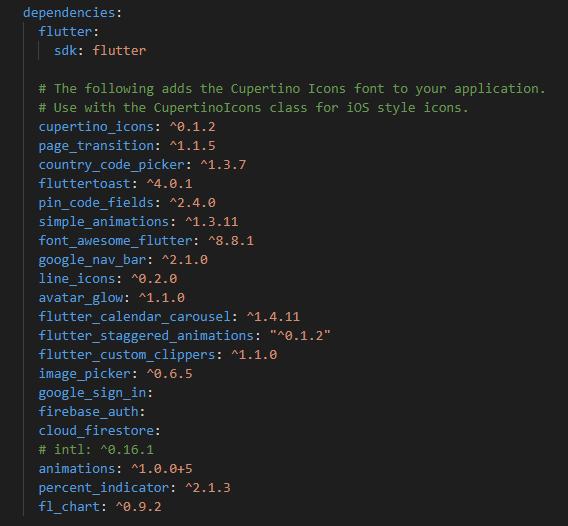 dependencies:
flutter:
sdk: flutter
# The following adds the Cupertino Icons font to your application.
# Use with the CupertinoIcons class for iOS style icons.
cupertino_icons: ^0.1.2
page_transition: ^1.1.5
country_code_picker: ^1.3.7
fluttertoast: ^4.0.1
pin_code_fields: ^2.4.0
simple_animations: ^1.3.11
font_awesome_flutter: ^8.8.1
google_nav_bar: ^2.1.0
line_icons: ^0.2.0
avatar_glow: ^1.1.0
flutter_calendar_carousel: ^1.4.11
flutter_staggered_animations: "^0.1.2"
flutter_custom_clippers: ^1.1.0
image_picker: ^0.6.5
google_sign_in:
firebase_auth:
cloud_firestore:
# intl: ^0.16.1
animations: ^1.0.0+5
percent_indicator: ^2.1.3
fl_chart: ^0.9.2